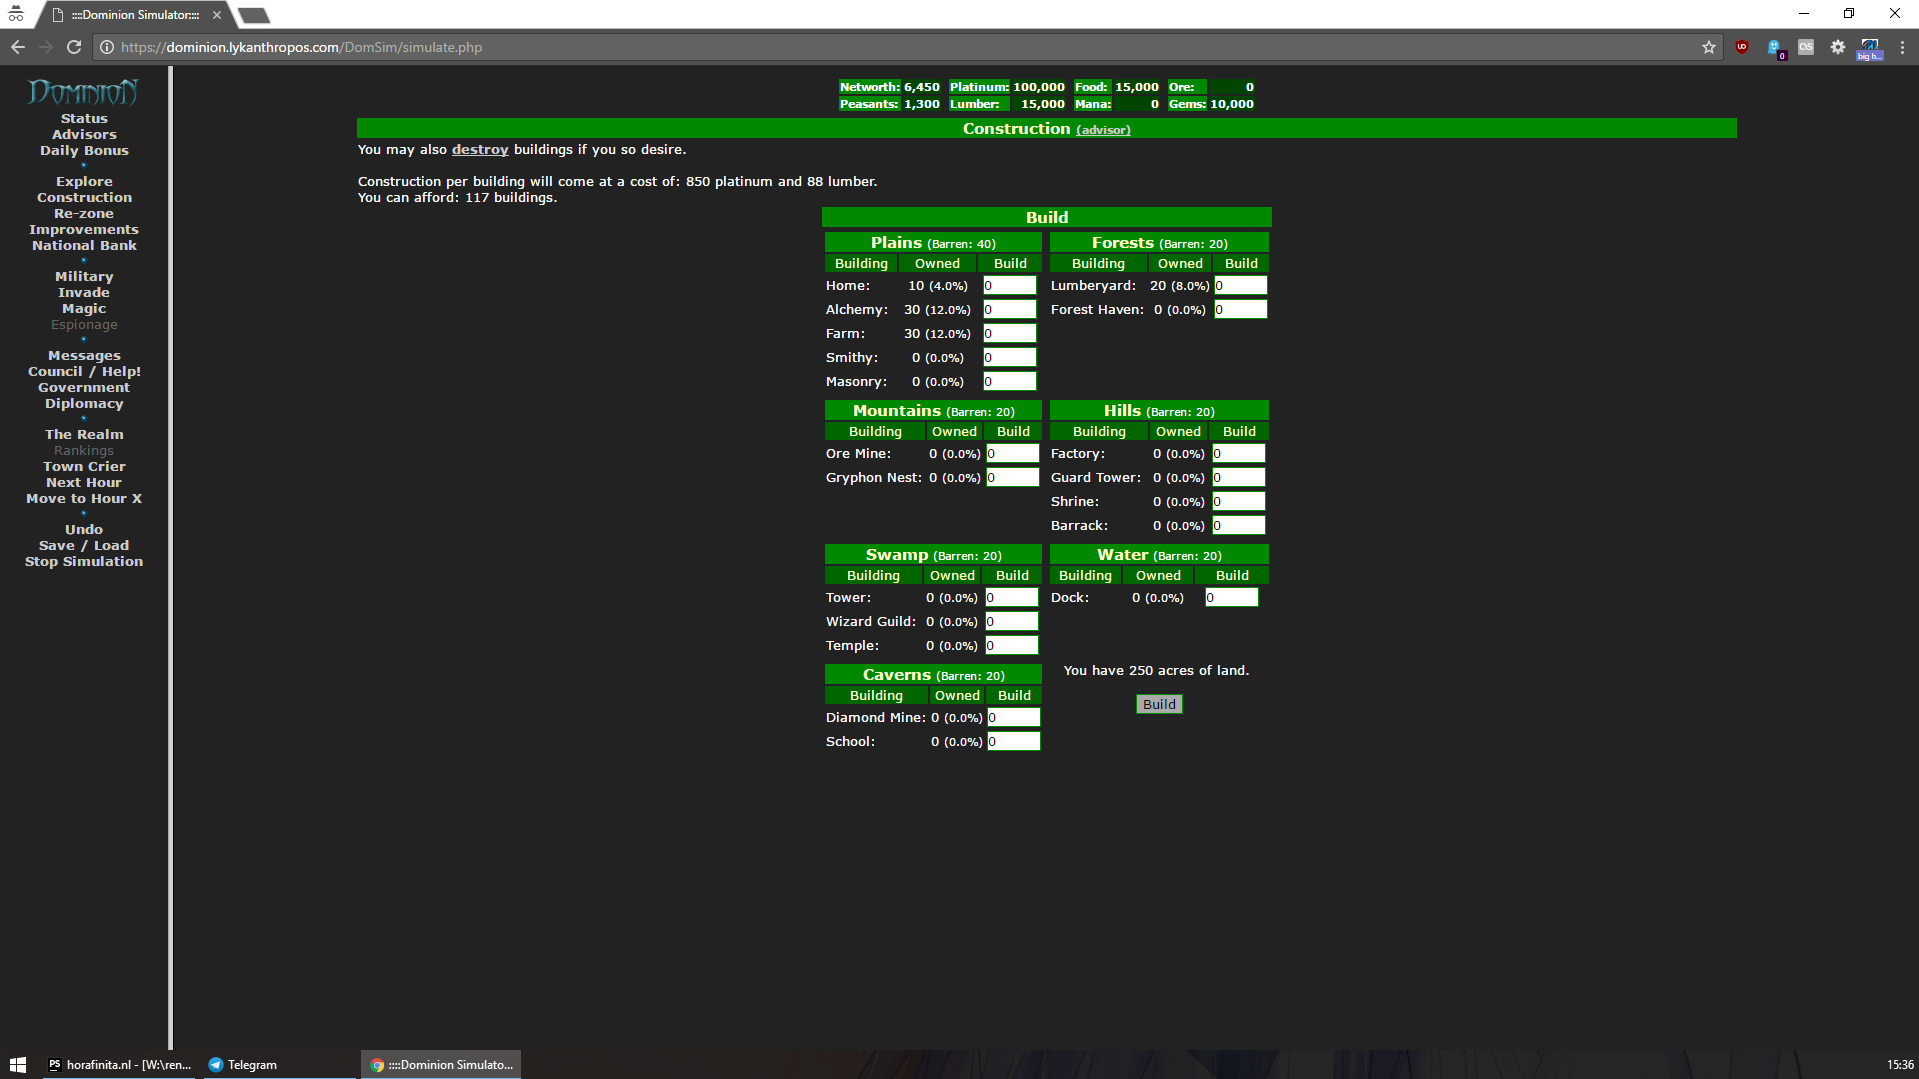 ::::Dominion Simulator::::
https://dominion.lykanthropos.com/DomSim/simulate.php
big h...
DOMINION
Status
Advisors
Daily Bonus
Explore
Construction
Re-zone
Improvements
National Bank
Military
Invade
Magic
Espionage
Messages
Council / Help!
Government
Diplomacy
The Realm
Rankings
Town Crier
Next Hour
Move to Hour X
Undo
Save / Load
Stop Simulation
Networth: 6,450 Platinum: 100,000 Food: 15,000 Ore: 0
Peasants: 1,300 Lumber: 15,000 Mana: 0 Gems: 10,000
Construction (advisor)
You may also destroy buildings if you so desire.
Construction per building will come at a cost of: 850 platinum and 88 lumber.
You can afford: 117 buildings.
Build
Plains (Barren: 40)
Building Owned Build
Home: 10 (4.0%) 0
Alchemy: 30 (12.0%) 0
Farm: 30 (12.0%) 0
Smithy: 0 (0.0%) 0
Masonry: 0 (0.0%) 0
Forests (Barren: 20)
Building Owned Build
Lumberyard: 20 (8.0%) 0
Forest Haven: 0 (0.0%) 0
Mountains (Barren: 20)
Building Owned Build
Ore Mine: 0 (0.0%) 0
Gryphon Nest: 0 (0.0%) 0
Hills (Barren: 20)
Building Owned Build
Factory: 0 (0.0%) 0
Guard Tower: 0 (0.0%) 0
Shrine: 0 (0.0%) 0
Barrack: 0 (0.0%) 0
Swamp (Barren: 20)
Building Owned Build
Tower: 0 (0.0%) 0
Wizard Guild: 0 (0.0%) 0
Temple: 0 (0.0%) 0
Water (Barren: 20)
Building Owned Build
Dock: 0 (0.0%) 0
Caverns (Barren: 20)
Building Owned Build
Diamond Mine: 0 (0.0%) 0
School: 0 (0.0%) 0
You have 250 acres of land.
Build
PS horafinita.nl - [W:\ren...
Telegram
::::Dominion Simulato...
15:36